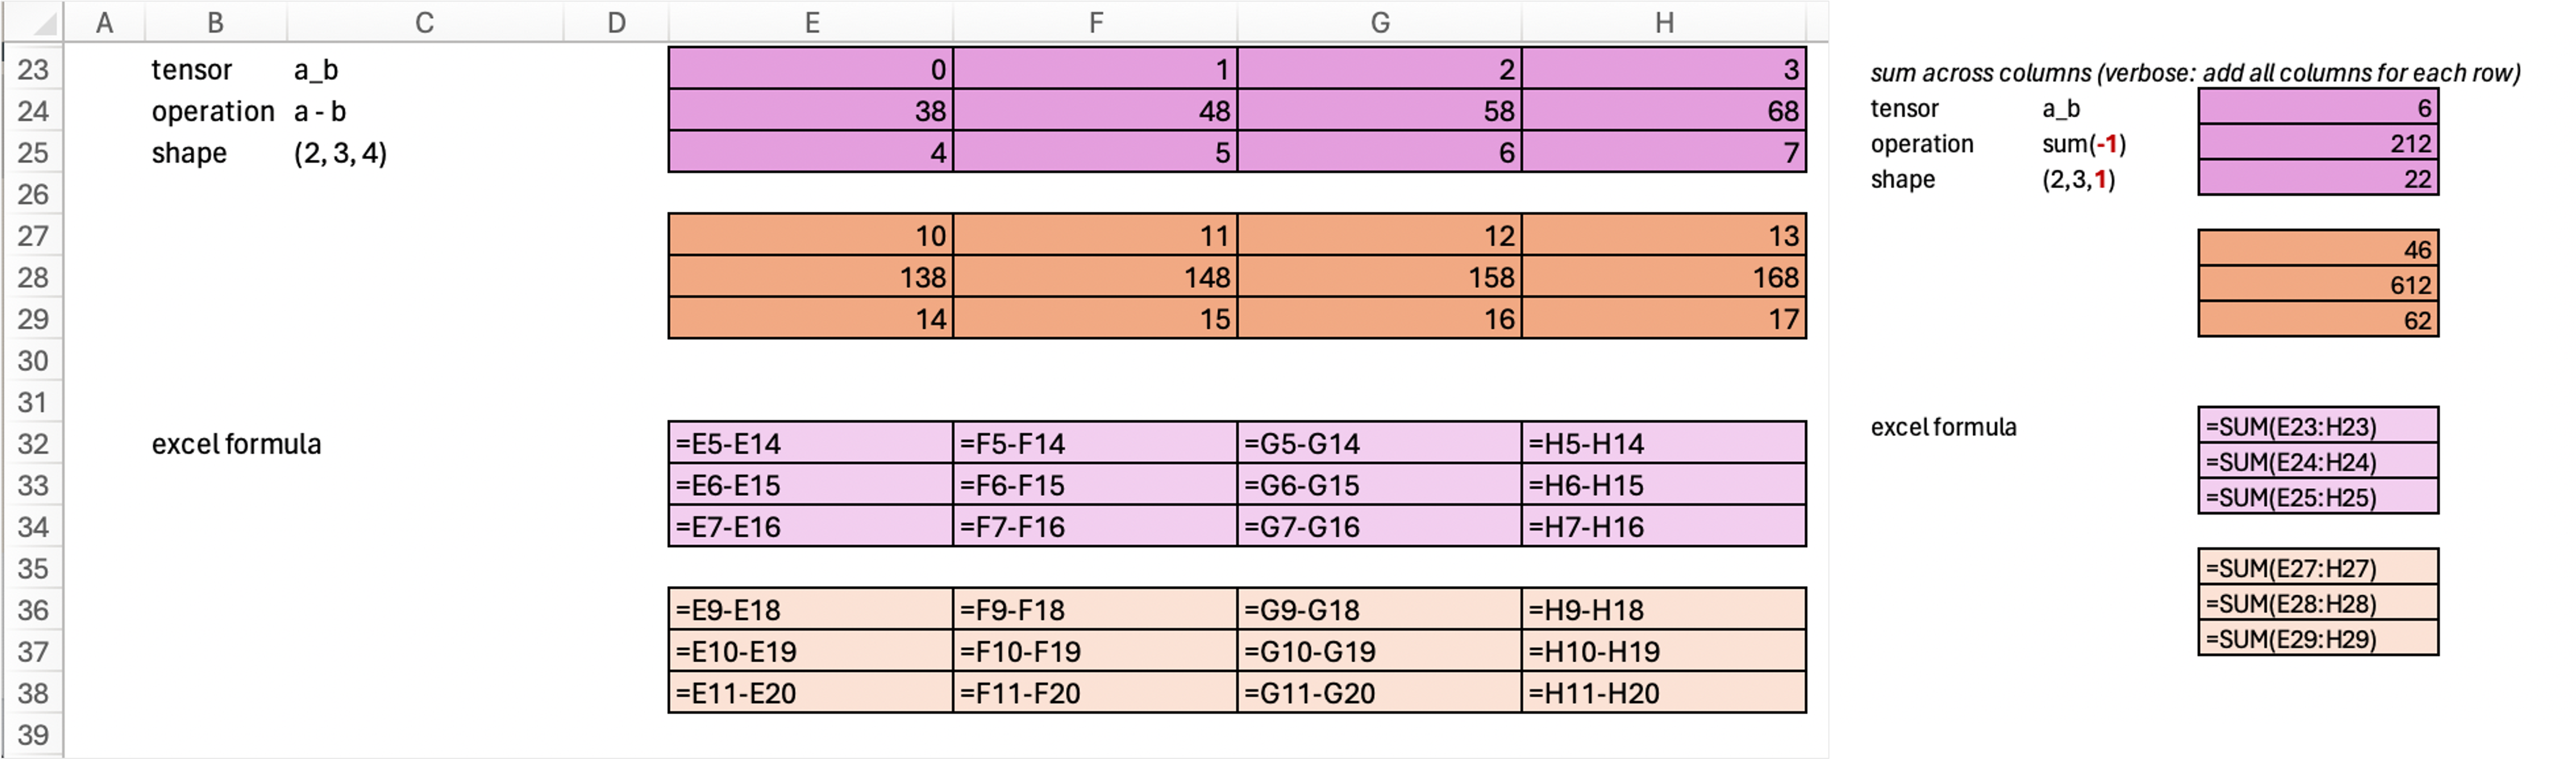 A B C D E F G H
23 tensor a_b 0 1 2 3
24 operation a - b 38 48 58 68
25 shape (2, 3, 4) 4 5 6 7
26
27 10 11 12 13
28 138 148 158 168
29 14 15 16 17
30
31
32 excel formula =E5-E14 =F5-F14 =G5-G14 =H5-H14
33 =E6-E15 =F6-F15 =G6-G15 =H6-H15
34 =E7-E16 =F7-F16 =G7-G16 =H7-H16
35
36 =E9-E18 =F9-F18 =G9-G18 =H9-H18
37 =E10-E19 =F10-F19 =G10-G19 =H10-H19
38 =E11-E20 =F11-F20 =G11-G20 =H11-H20
39
sum across columns (verbose: add all columns for each row)
tensor a_b 6
operation sum(-1) 212
shape (2,3,1) 22
46
612
62
excel formula =SUM(E23:H23)
=SUM(E24:H24)
=SUM(E25:H25)
=SUM(E27:H27)
=SUM(E28:H28)
=SUM(E29:H29)